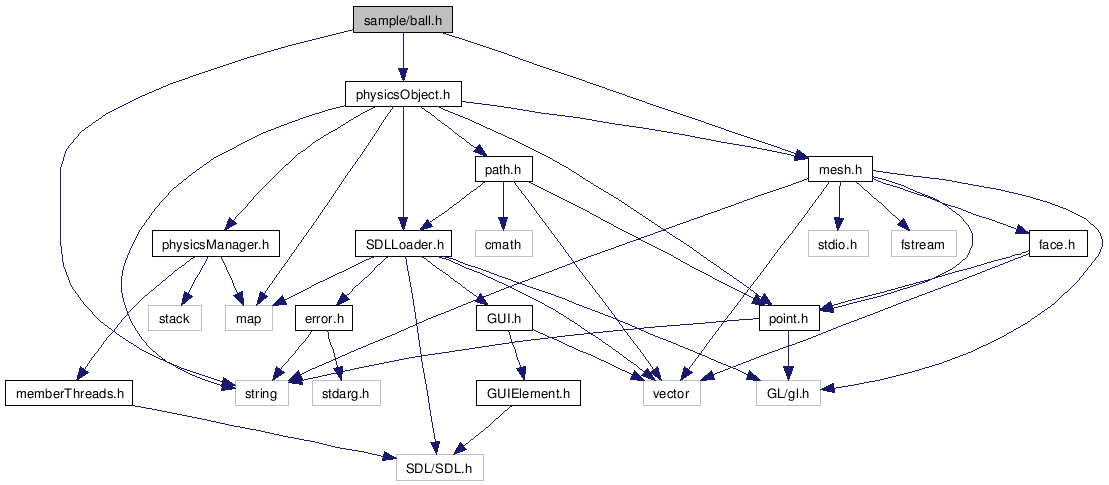 sample/ball.h
physicsObject.h
path.h
mesh.h
physicsManager.h
SDLLoader.h
cmath
stdio.h
fstream
face.h
stack
map
error.h
GUI.h
point.h
memberThreads.h
string
stdarg.h
GUIElement.h
vector
GL/gl.h
SDL/SDL.h